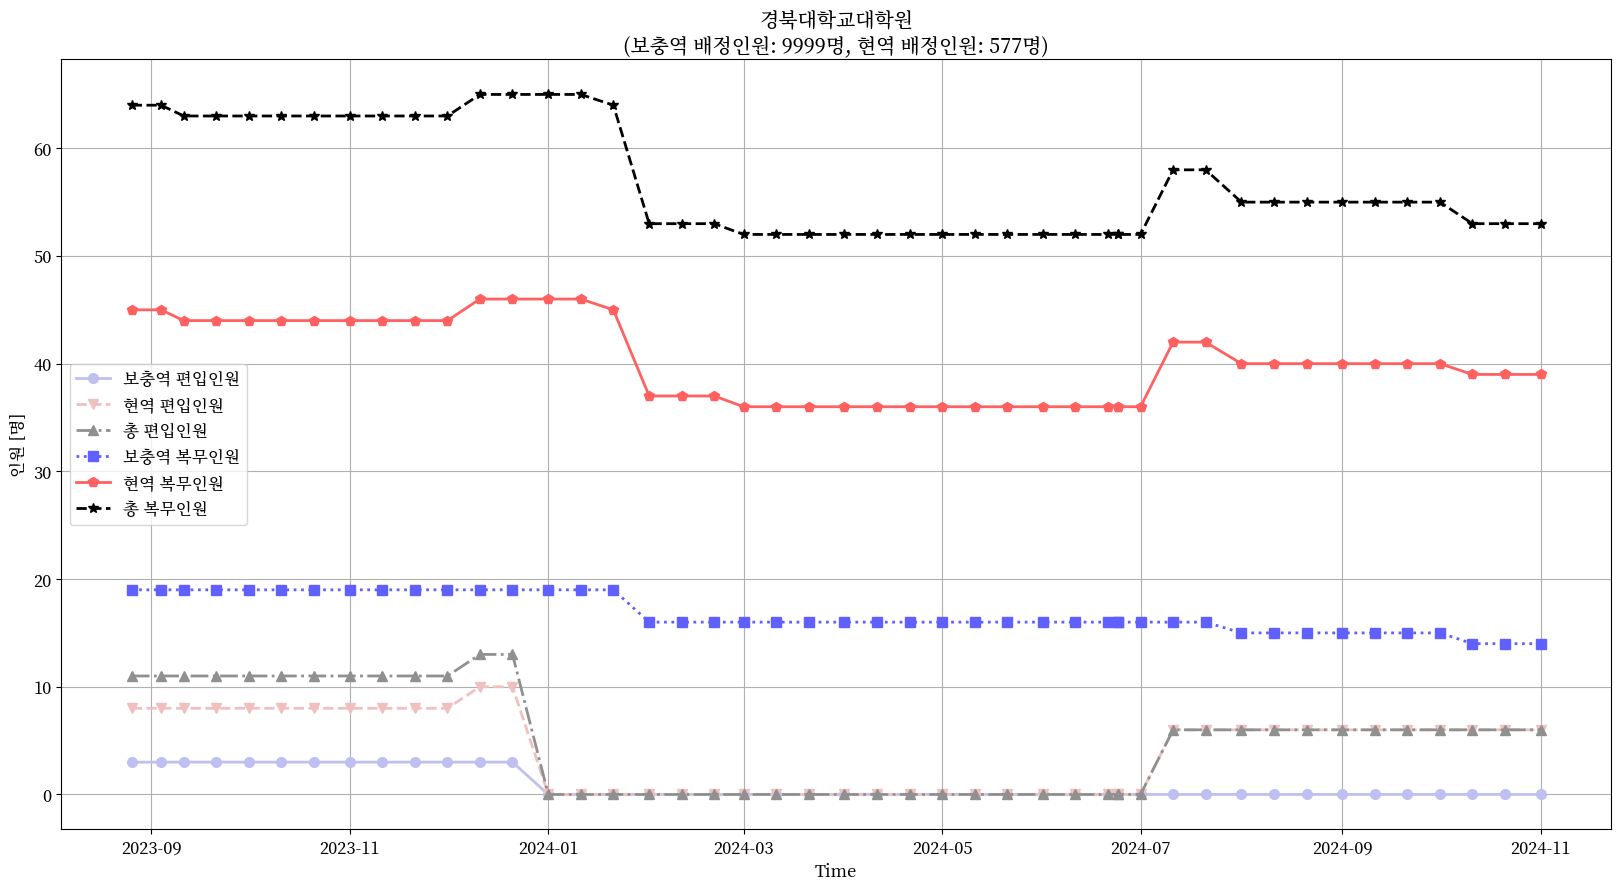 경북대학교대학원
(보충역 배정인원: 9999명, 현역 배정인원: 577명)
60
50
40
30
20
10
0
인원 [명]
보충역 편입인원
현역 편입인원
총 편입인원
보충역 복무인원
현역 복무인원
총 복무인원
2023-09
2023-11
2024-01
2024-03
2024-05
2024-07
2024-09
2024-11
Time